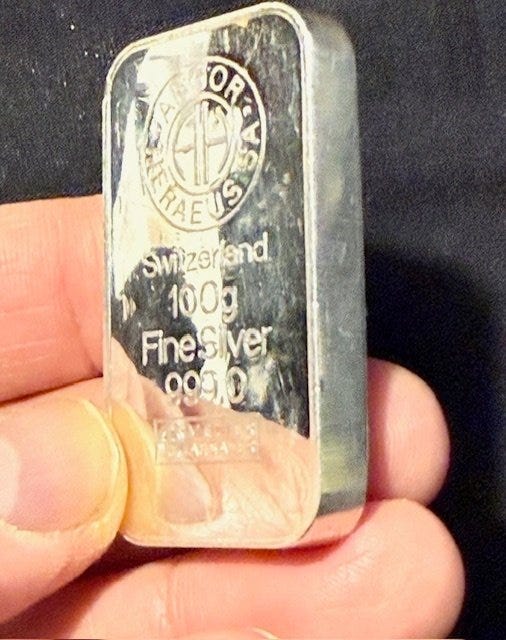 ARGOR · HERAEUS SA
Switzerland
100g
Fine Silver
999,0